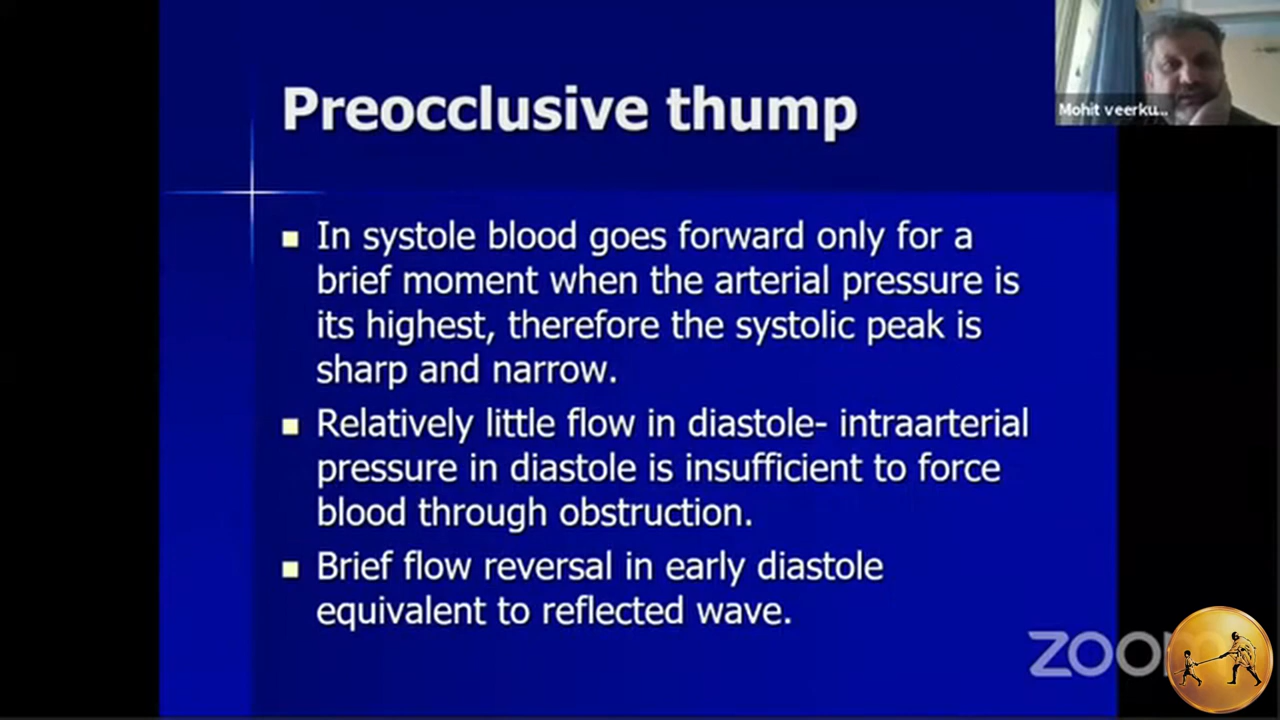 Preocclusive thump
Mohit veerku...
In systole blood goes forward only for a
brief moment when the arterial pressure is
its highest, therefore the systolic peak is
sharp and narrow.
Relatively little flow in diastole- intraarterial
pressure in diastole is insufficient to force
blood through obstruction.
Brief flow reversal in early diastole
equivalent to reflected wave.
zoom